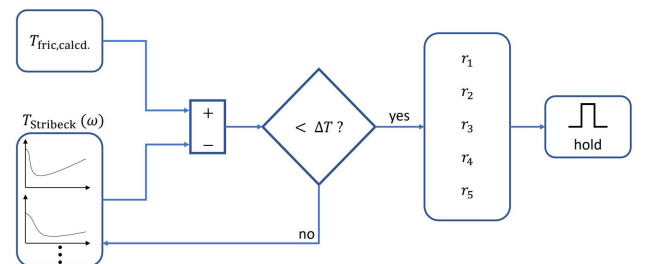 T_fric,calcd.
T_Stribeck (ω)
+
−
< ΔT ?
yes
no
r_1
r_2
r_3
r_4
r_5
hold